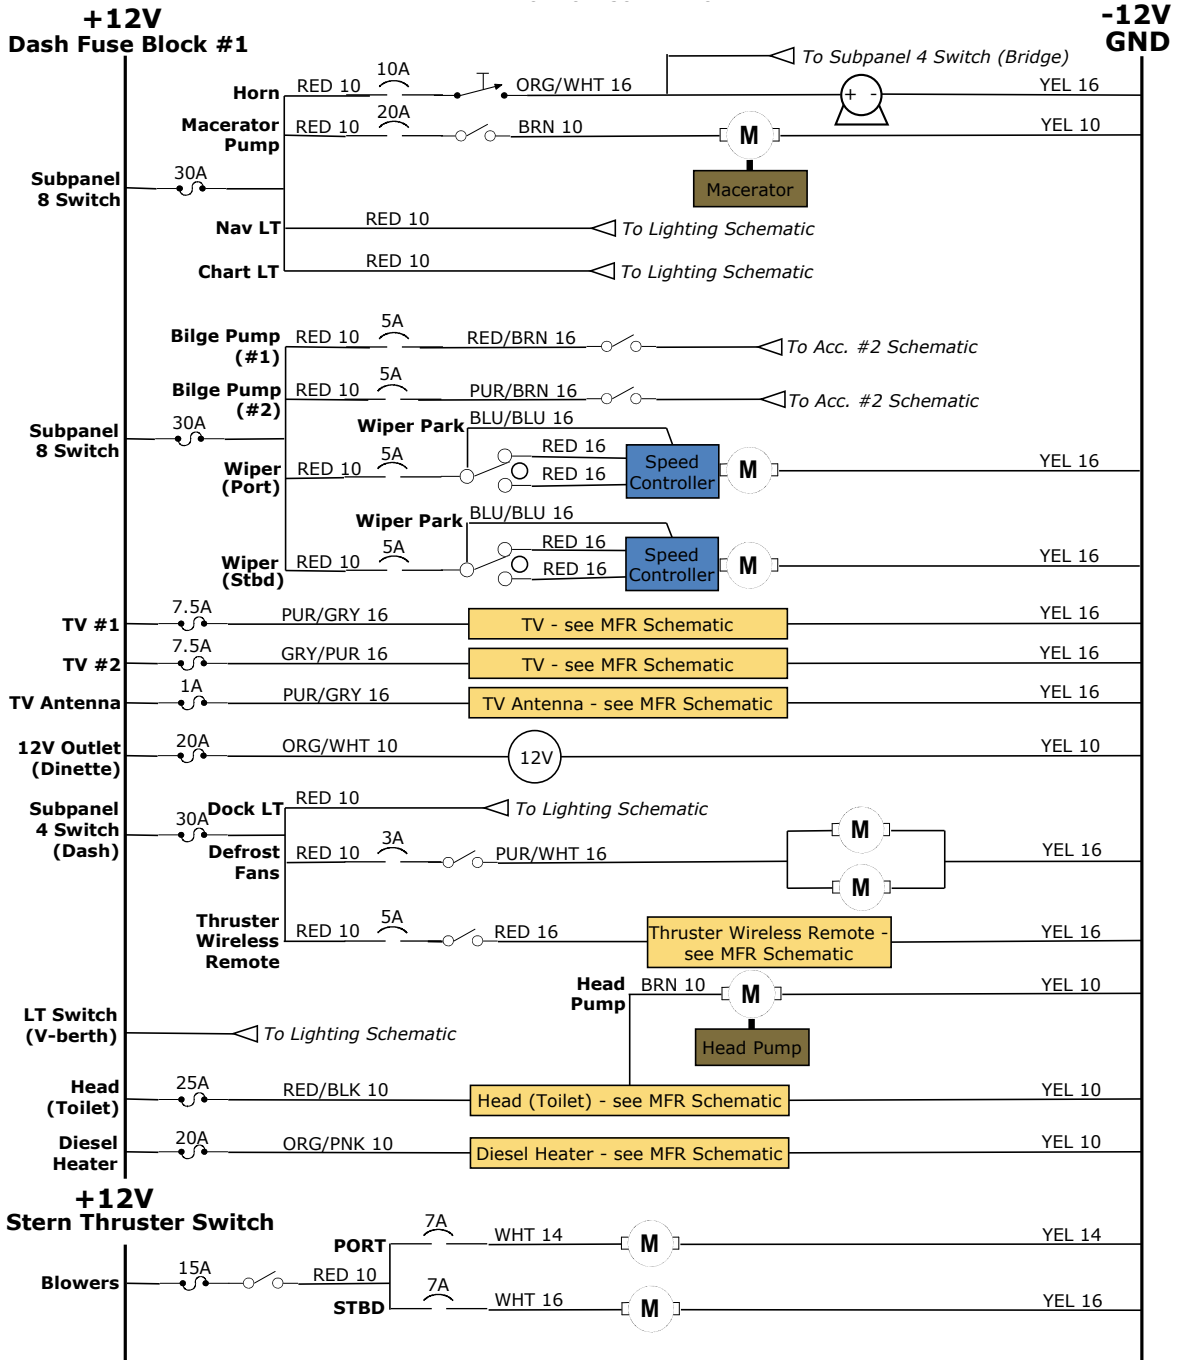 +12V
Dash Fuse Block #1
-12V
GND
To Subpanel 4 Switch (Bridge)
Horn
RED 10
10A
ORG/WHT 16
+ -
YEL 16
Macerator
Pump
RED 10
20A
BRN 10
M
YEL 10
Macerator
Subpanel
8 Switch
30A
Nav LT
RED 10
To Lighting Schematic
Chart LT
RED 10
To Lighting Schematic
Bilge Pump
(#1)
RED 10
5A
RED/BRN 16
To Acc. #2 Schematic
Bilge Pump
(#2)
RED 10
5A
PUR/BRN 16
To Acc. #2 Schematic
Subpanel
8 Switch
30A
Wiper Park
BLU/BLU 16
Wiper
(Port)
RED 10
5A
RED 16
RED 16
Speed
Controller
M
YEL 16
Wiper Park
BLU/BLU 16
Wiper
(Stbd)
RED 10
5A
RED 16
RED 16
Speed
Controller
M
YEL 16
TV #1
7.5A
PUR/GRY 16
TV - see MFR Schematic
YEL 16
TV #2
7.5A
GRY/PUR 16
TV - see MFR Schematic
YEL 16
TV Antenna
1A
PUR/GRY 16
TV Antenna - see MFR Schematic
YEL 16
12V Outlet
(Dinette)
20A
ORG/WHT 10
12V
YEL 10
Subpanel
4 Switch
(Dash)
30A
Dock LT
RED 10
To Lighting Schematic
Defrost
Fans
RED 10
3A
PUR/WHT 16
M
M
YEL 16
Thruster
Wireless
Remote
RED 10
5A
RED 16
Thruster Wireless Remote -
see MFR Schematic
YEL 16
Head
Pump
BRN 10
M
YEL 10
Head Pump
LT Switch
(V-berth)
To Lighting Schematic
Head
(Toilet)
25A
RED/BLK 10
Head (Toilet) - see MFR Schematic
YEL 10
Diesel
Heater
20A
ORG/PNK 10
Diesel Heater - see MFR Schematic
YEL 10
+12V
Stern Thruster Switch
Blowers
15A
RED 10
PORT
7A
WHT 14
M
YEL 14
STBD
7A
WHT 16
M
YEL 16